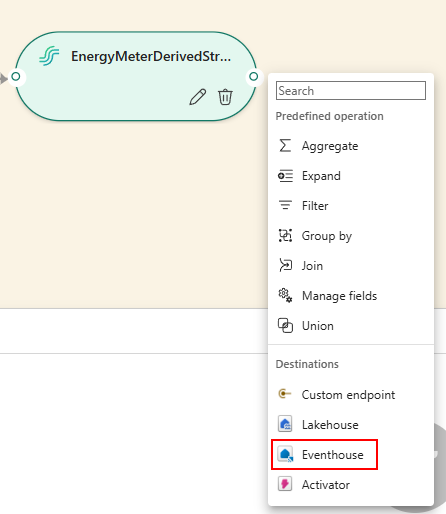 EnergyMeterDerivedStr...
Search
Predefined operation
Aggregate
Expand
Filter
Group by
Join
Manage fields
Union
Destinations
Custom endpoint
Lakehouse
Eventhouse
Activator